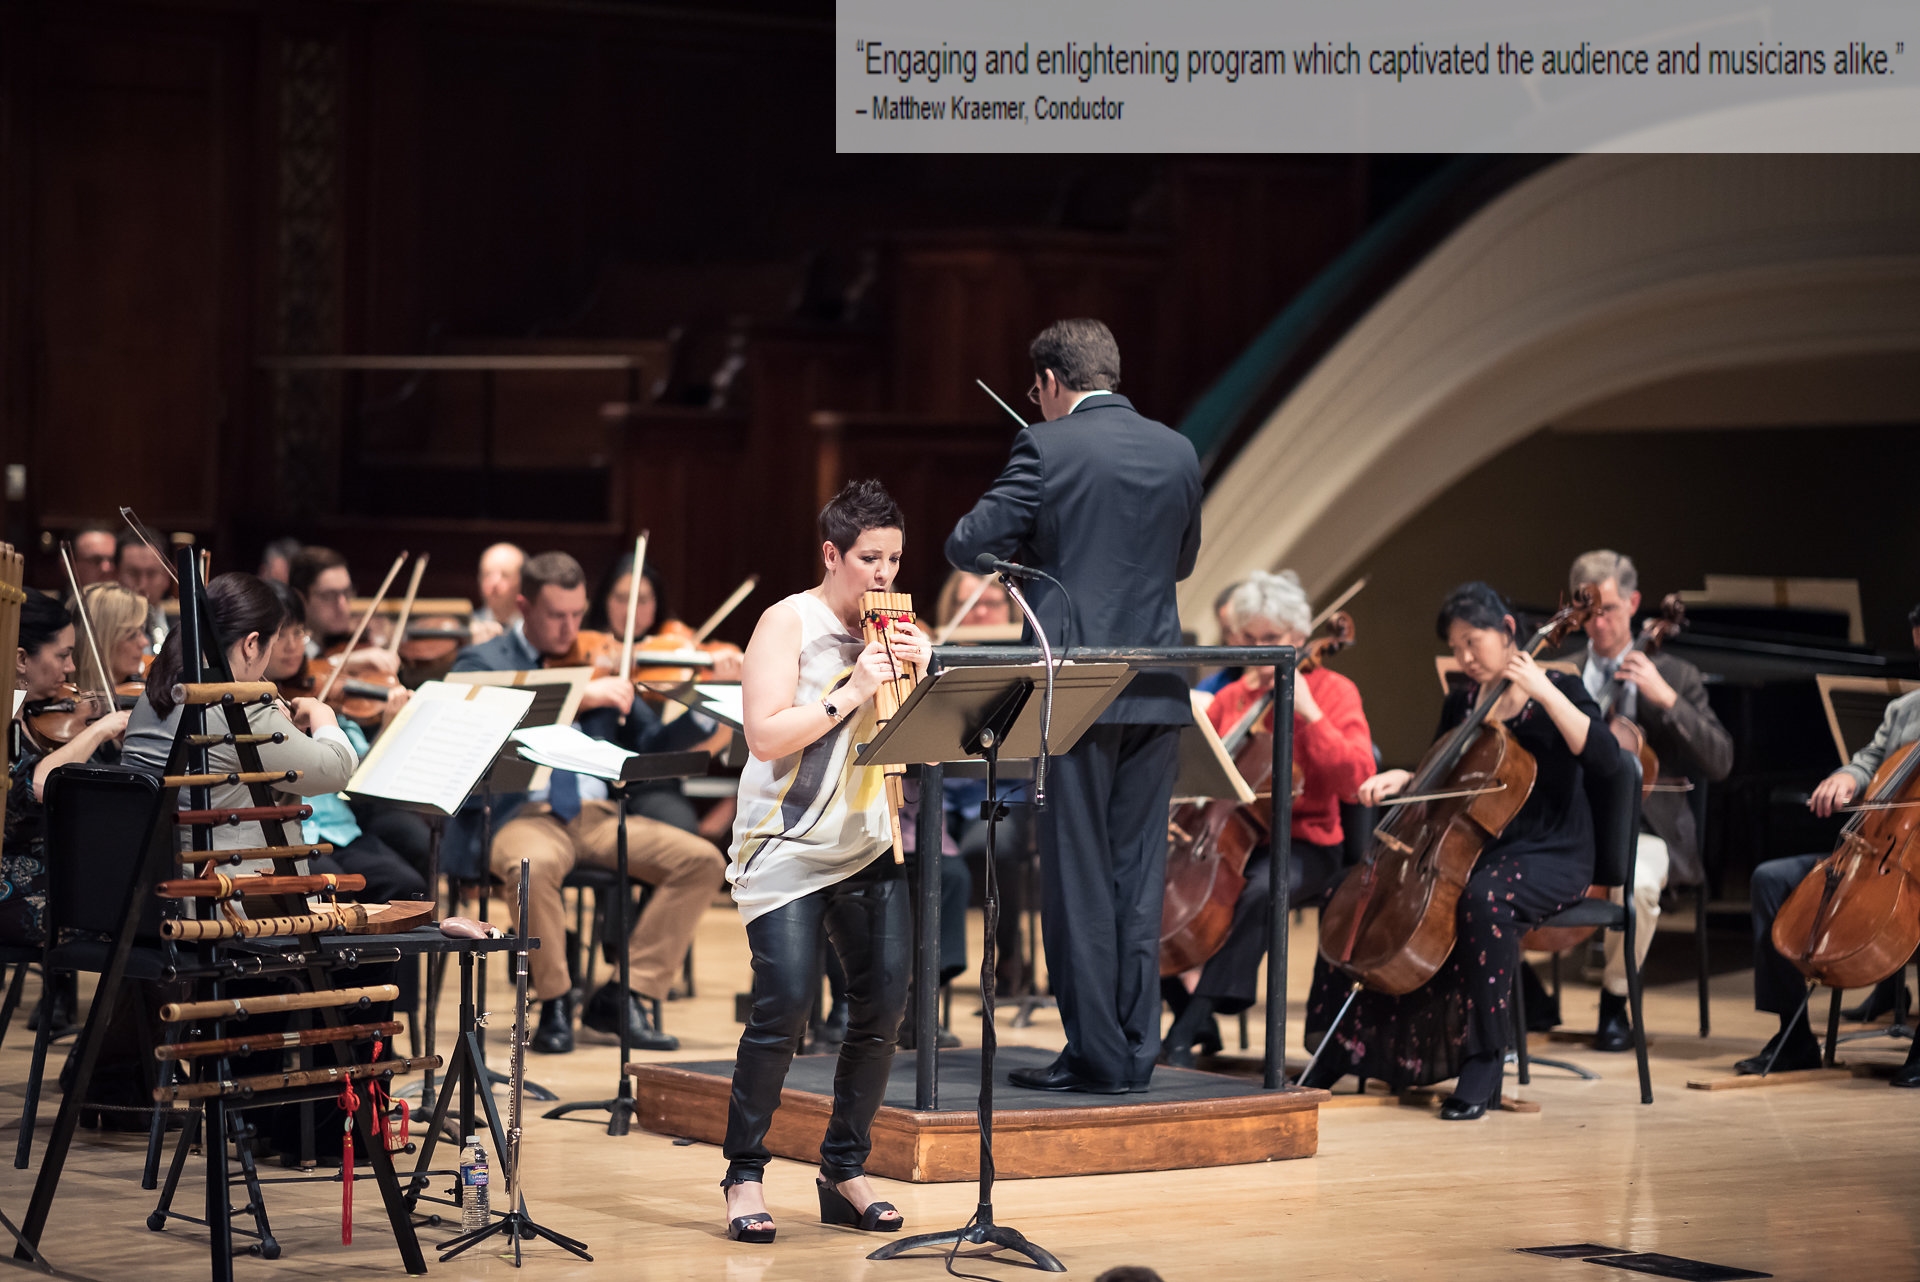 “Engaging and enlightening program which captivated the audience and musicians alike.”
– Matthew Kraemer, Conductor